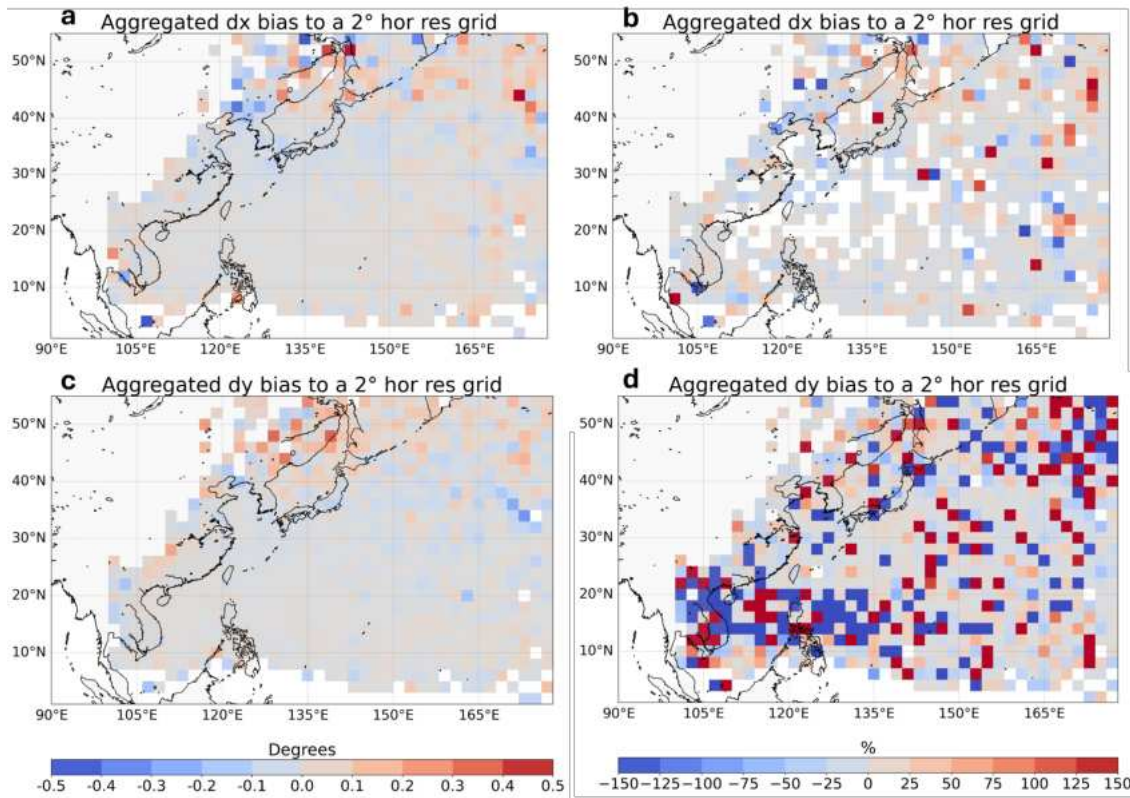 a
Aggregated dx bias to a 2° hor res grid
b
Aggregated dx bias to a 2° hor res grid
50°N
40°N
30°N
20°N
10°N
90°E 105°E 120°E 135°E 150°E 165°E
50°N
40°N
30°N
20°N
10°N
90°E 105°E 120°E 135°E 150°E 165°E
c
Aggregated dy bias to a 2° hor res grid
d
Aggregated dy bias to a 2° hor res grid
50°N
40°N
30°N
20°N
10°N
90°E 105°E 120°E 135°E 150°E 165°E
50°N
40°N
30°N
20°N
10°N
90°E 105°E 120°E 135°E 150°E 165°E
Degrees
-0.5 -0.4 -0.3 -0.2 -0.1 0.0 0.1 0.2 0.3 0.4 0.5
%
−150−125−100 −75 −50 −25 0 25 50 75 100 125 150